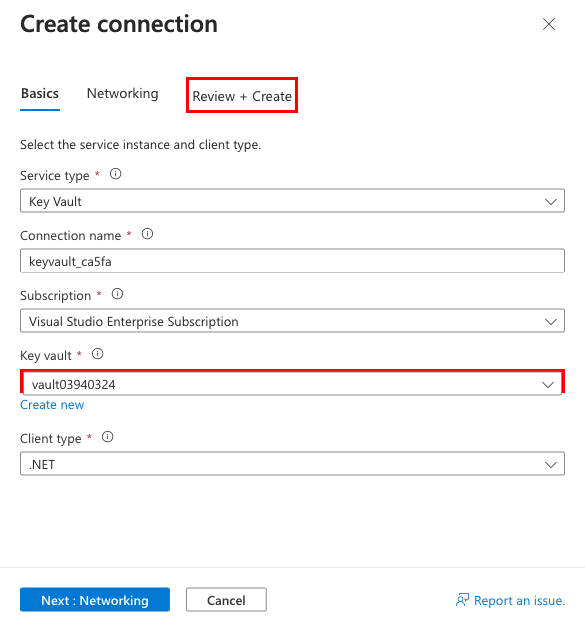 Create connection
Basics Networking Review + Create
Select the service instance and client type.
Service type *
Key Vault
Connection name *
keyvault_ca5fa
Subscription *
Visual Studio Enterprise Subscription
Key vault *
vault03940324
Create new
Client type *
.NET
Next : Networking Cancel Report an issue.